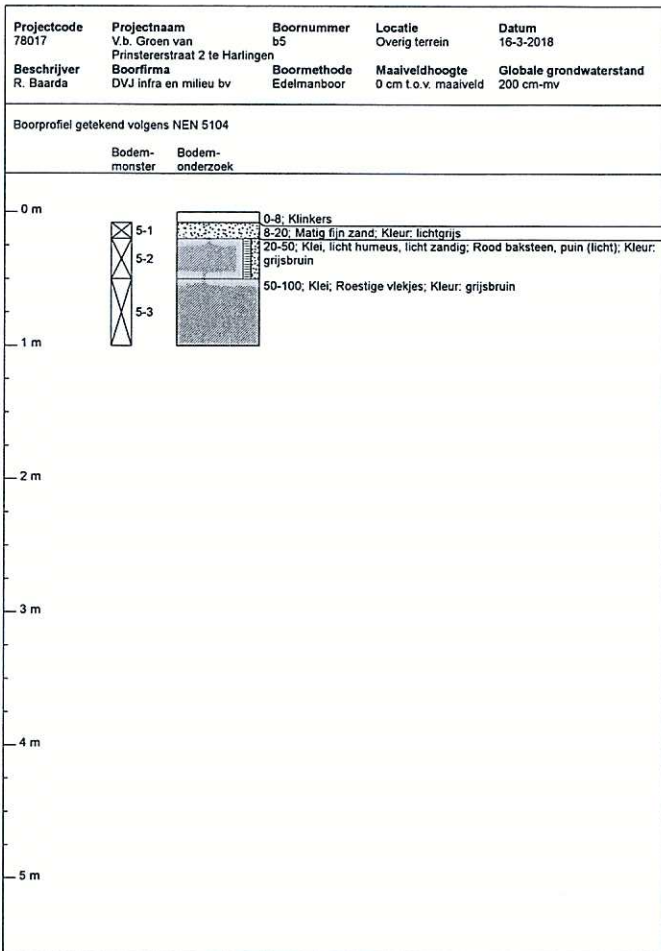 Projectcode Projectnaam Boornummer Locatie Datum
78017 V.b. Groen van b5 Overig terrein 16-3-2018
Prinstererstraat 2 te Harlingen
Beschrijver Boorfirma Boormethode Maaiveldhoogte Globale grondwaterstand
R. Baarda DVJ infra en milieu bv Edelmanboor 0 cm t.o.v. maaiveld 200 cm-mv
Boorprofiel getekend volgens NEN 5104
Bodem- Bodem-
monster onderzoek
0 m
0-8; Klinkers
5-1 8-20; Matig fijn zand; Kleur: lichtgrijs
5-2 20-50; Klei, licht humeus, licht zandig; Rood baksteen, puin (licht); Kleur:
grijsbruin
5-3 50-100; Klei; Roestige vlekjes; Kleur: grijsbruin
1 m
2 m
3 m
4 m
5 m